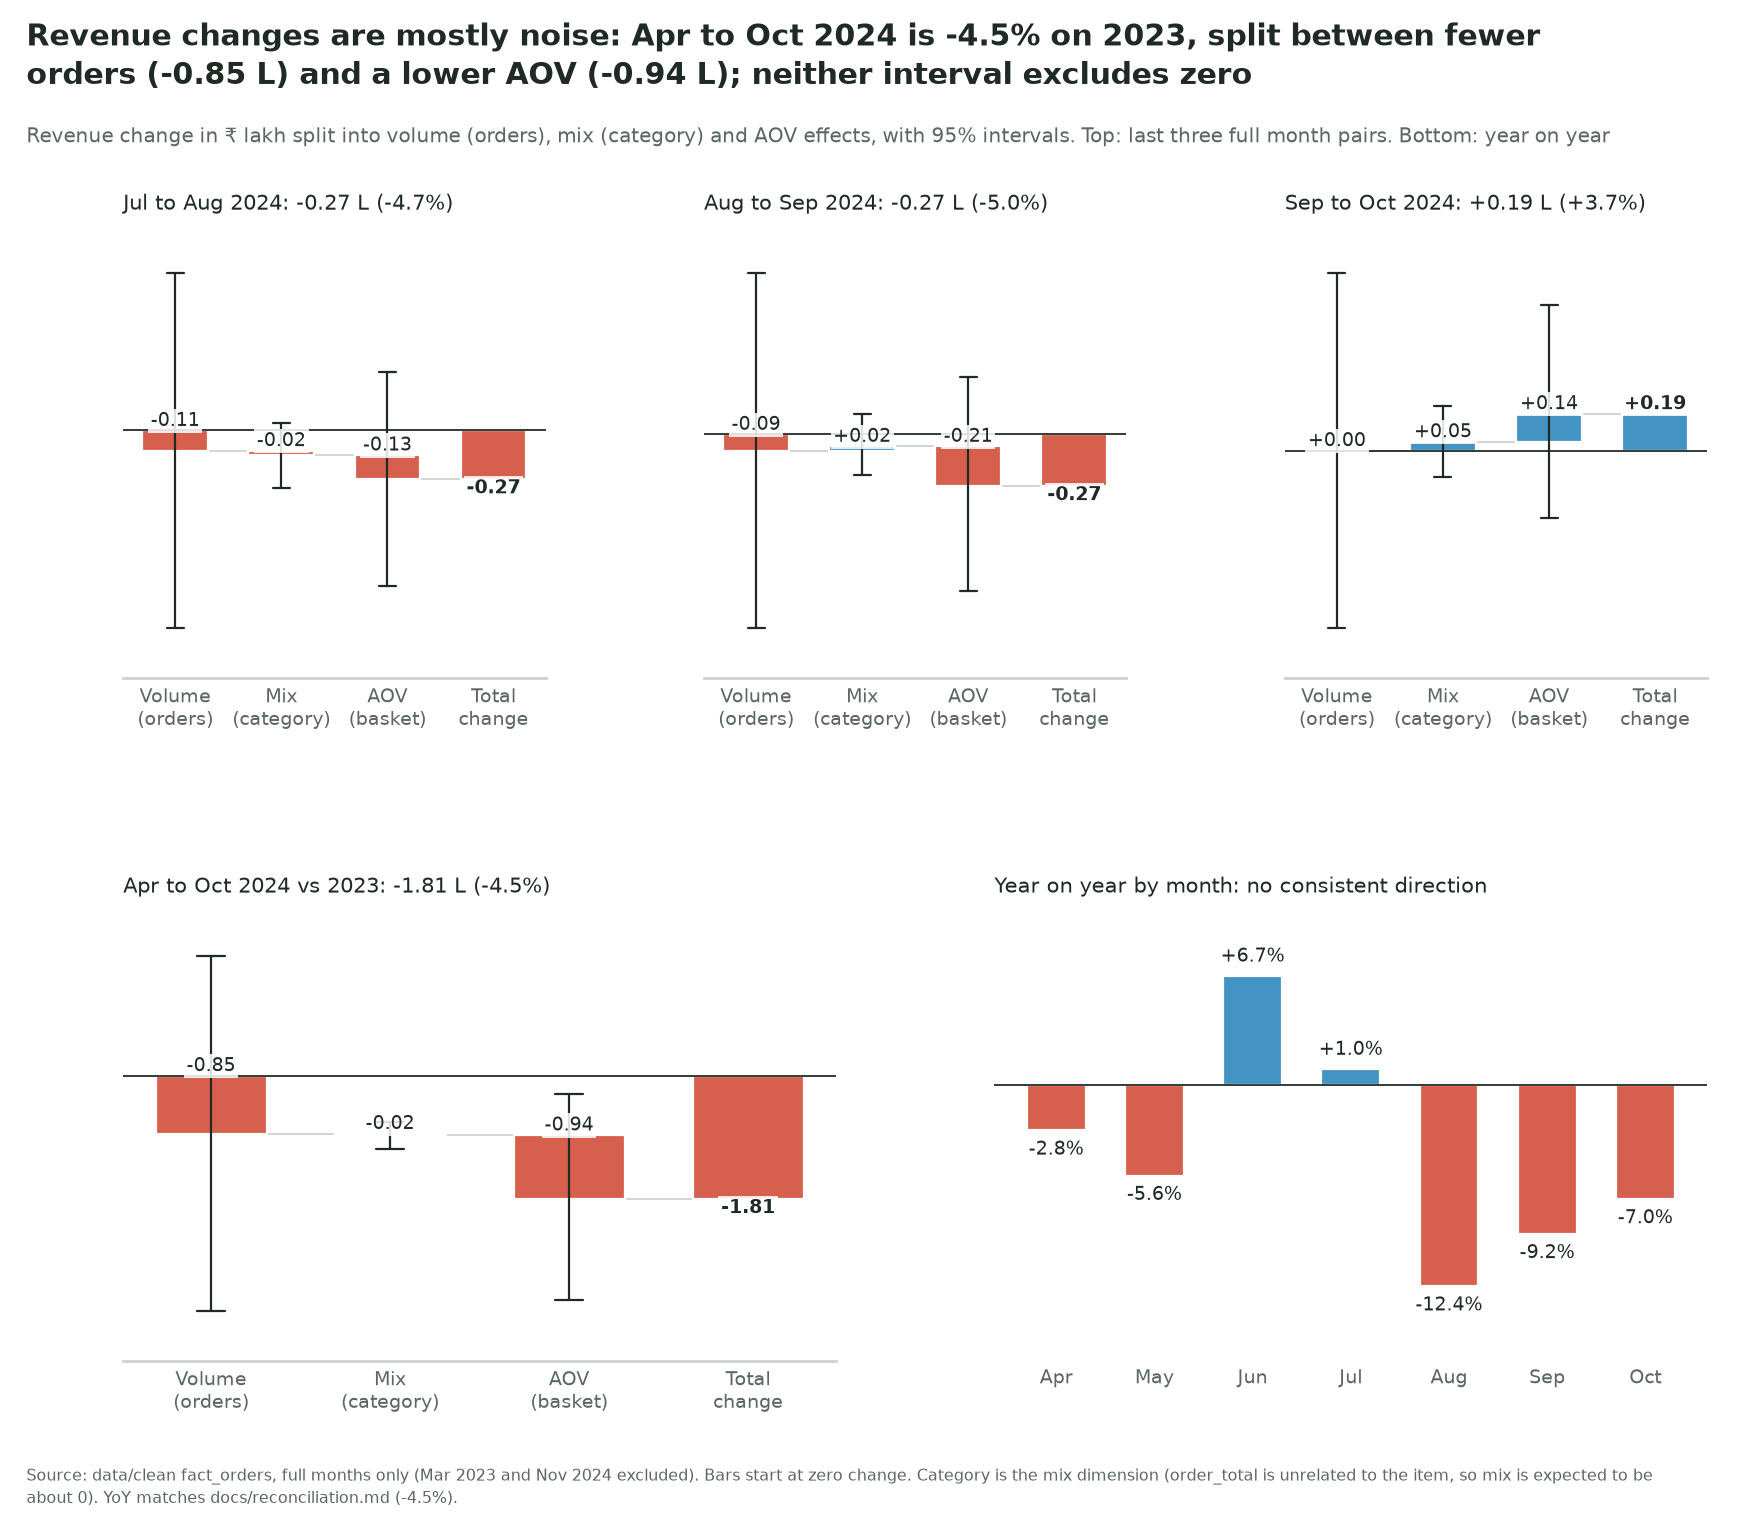 Revenue changes are mostly noise: Apr to Oct 2024 is -4.5% on 2023, split between fewer
orders (-0.85 L) and a lower AOV (-0.94 L); neither interval excludes zero
Revenue change in ₹ lakh split into volume (orders), mix (category) and AOV effects, with 95% intervals. Top: last three full month pairs. Bottom: year on year
Jul to Aug 2024: -0.27 L (-4.7%)
-0.11
-0.02
-0.13
-0.27
Volume
(orders)
Mix
(category)
AOV
(basket)
Total
change
Aug to Sep 2024: -0.27 L (-5.0%)
-0.09
+0.02
-0.21
-0.27
Volume
(orders)
Mix
(category)
AOV
(basket)
Total
change
Sep to Oct 2024: +0.19 L (+3.7%)
+0.00
+0.05
+0.14
+0.19
Volume
(orders)
Mix
(category)
AOV
(basket)
Total
change
Apr to Oct 2024 vs 2023: -1.81 L (-4.5%)
-0.85
-0.02
-0.94
-1.81
Volume
(orders)
Mix
(category)
AOV
(basket)
Total
change
Year on year by month: no consistent direction
-2.8%
-5.6%
+6.7%
+1.0%
-12.4%
-9.2%
-7.0%
Apr
May
Jun
Jul
Aug
Sep
Oct
Source: data/clean fact_orders, full months only (Mar 2023 and Nov 2024 excluded). Bars start at zero change. Category is the mix dimension (order_total is unrelated to the item, so mix is expected to be
about 0). YoY matches docs/reconciliation.md (-4.5%).